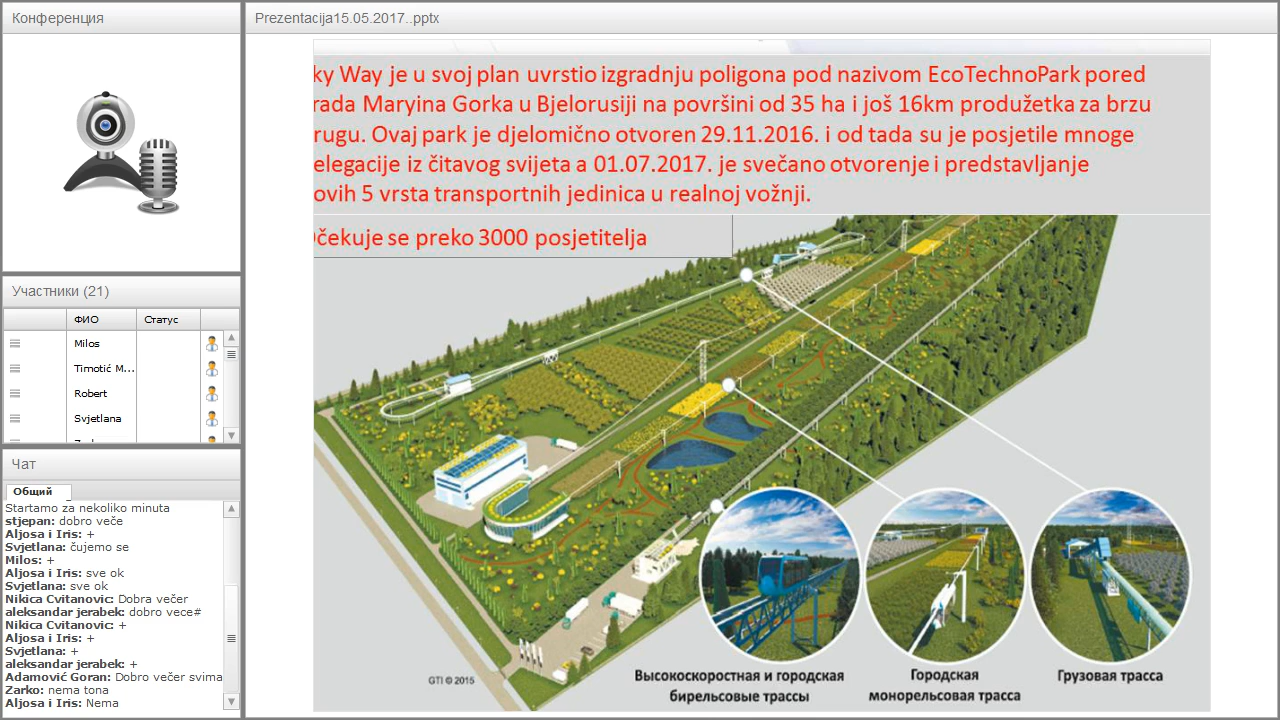 Конференция
Prezentacija15.05.2017..pptx
ky Way je u svoj plan uvrstio izgradnju poligona pod nazivom EcoTechnoPark pored
rada Maryina Gorka u Bjelorusiji na površini od 35 ha i još 16km produžetka za brzu
rugu. Ovaj park je djelomično otvoren 29.11.2016. i od tada su je posjetile mnoge
elegacije iz čitavog svijeta a 01.07.2017. je svečano otvorenje i predstavljanje
ovih 5 vrsta transportnih jedinica u realnoj vožnji.
čekuje se preko 3000 posjetitelja
Участники (21)
ФИО Статус
Milos
Timotić M...
Robert
Svjetlana
Чат
Общий
Startamo za nekoliko minuta
stjepan: dobro veče
Aljosa i Iris: +
Svjetlana: čujemo se
Milos: +
Aljosa i Iris: sve ok
Svjetlana: sve ok
Nikica Cvitanovic: Dobra večer
aleksandar jerabek: dobro vece#
Nikica Cvitanovic: +
Aljosa i Iris: +
Svjetlana: +
aleksandar jerabek: +
Adamović Goran: Dobro večer svima
Zarko: nema tona
Aljosa i Iris: Nema
GTI © 2015
Высокоскоростная и городская
бирельсовые трассы
Городская
монорельсовая трасса
Грузовая трасса